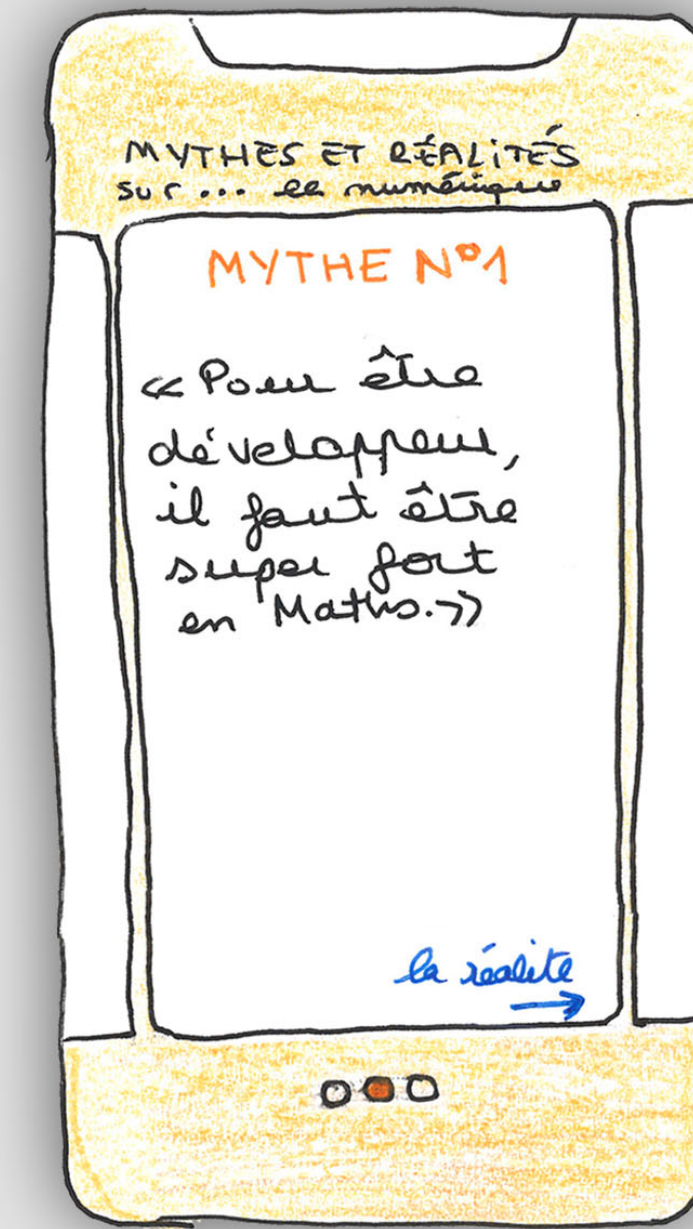 MYTHES ET RÉALITÉS
sur... le numérique
MYTHE N°1
« Pour être
développeur,
il faut être
super fort
en Maths.»
la réalite